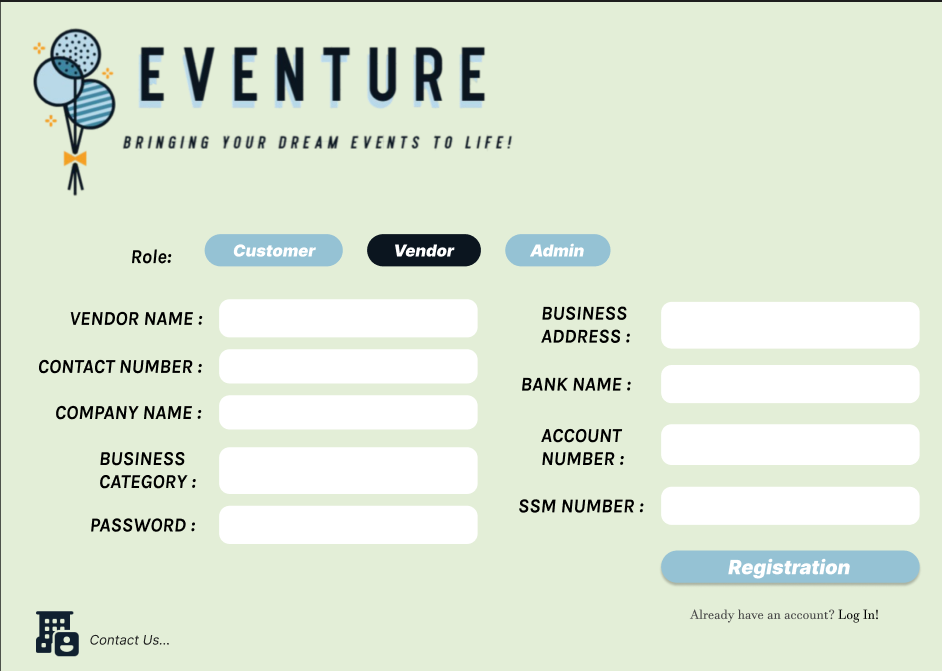 EVENTURE
BRINGING YOUR DREAM EVENTS TO LIFE!
Role: Customer Vendor Admin
VENDOR NAME :
CONTACT NUMBER :
COMPANY NAME :
BUSINESS
CATEGORY :
PASSWORD :
BUSINESS
ADDRESS :
BANK NAME :
ACCOUNT
NUMBER :
SSM NUMBER :
Registration
Already have an account? Log In!
Contact Us...